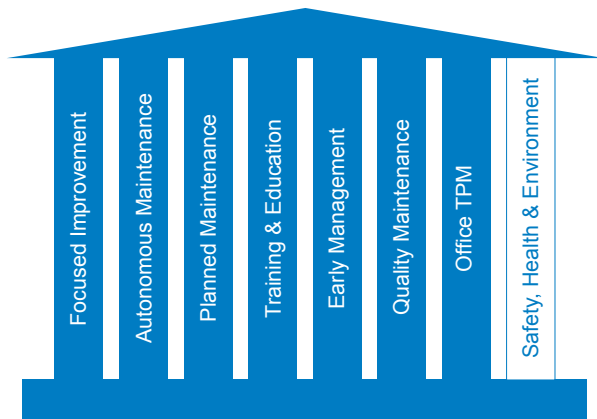 Focused Improvement
Autonomous Maintenance
Planned Maintenance
Training & Education
Early Management
Quality Maintenance
Office TPM
Safety, Health & Environment